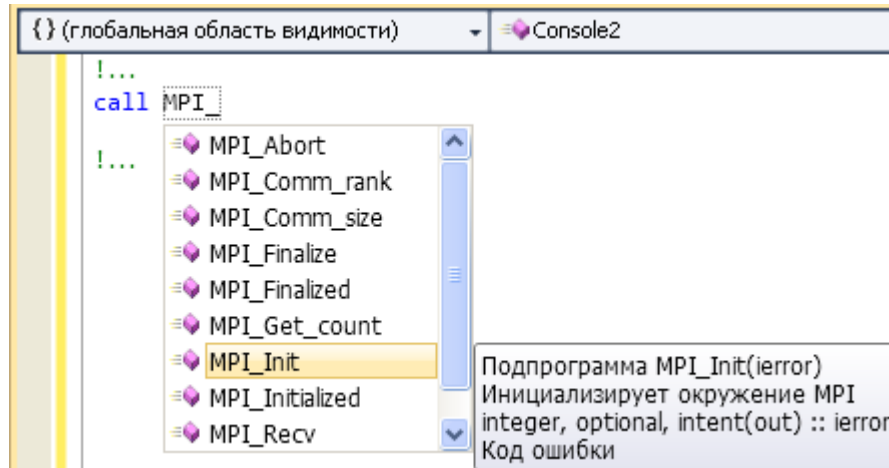 {} (глобальная область видимости)
Console2
!...
call MPI_
!...
MPI_Abort
MPI_Comm_rank
MPI_Comm_size
MPI_Finalize
MPI_Finalized
MPI_Get_count
MPI_Init
MPI_Initialized
MPI_Recv
Подпрограмма MPI_Init(ierror)
Инициализирует окружение MPI
integer, optional, intent(out) :: ierror
Код ошибки